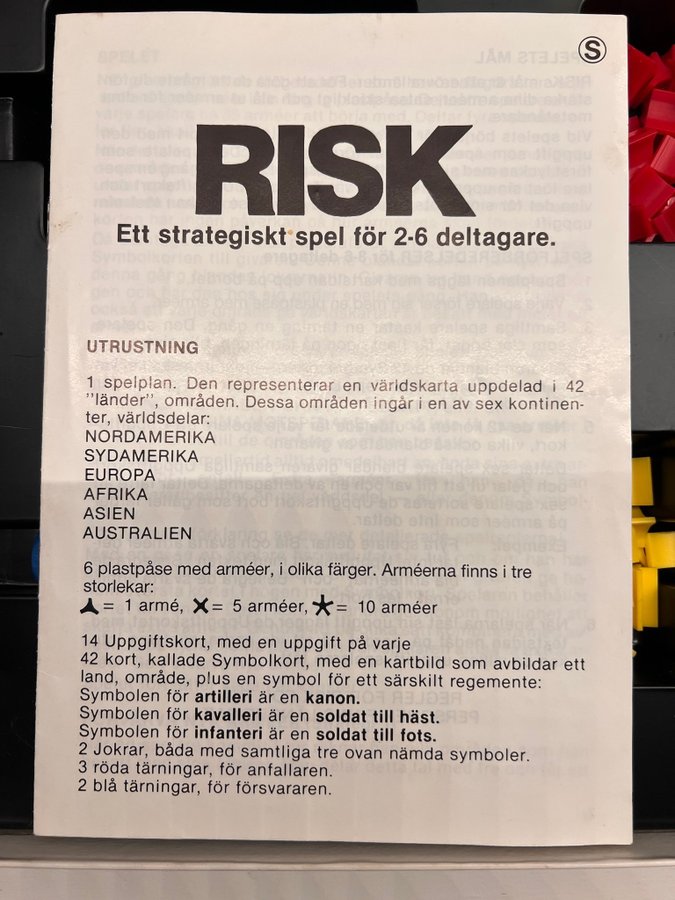 S
RISK
Ett strategiskt spel för 2-6 deltagare.
UTRUSTNING
1 spelplan. Den representerar en världskarta uppdelad i 42
"länder", områden. Dessa områden ingår i en av sex kontinen-
ter, världsdelar:
NORDAMERIKA
SYDAMERIKA
EUROPA
AFRIKA
ASIEN
AUSTRALIEN
6 plastpåse med arméer, i olika färger. Arméerna finns i tre
storlekar:
= 1 armé, = 5 arméer, = 10 arméer
14 Uppgiftskort, med en uppgift på varje
42 kort, kallade Symbolkort, med en kartbild som avbildar ett
land, område, plus en symbol för ett särskilt regemente:
Symbolen för artilleri är en kanon.
Symbolen för kavalleri är en soldat till häst.
Symbolen för infanteri är en soldat till fots.
2 Jokrar, båda med samtliga tre ovan nämda symboler.
3 röda tärningar, för anfallaren.
2 blå tärningar, för försvararen.